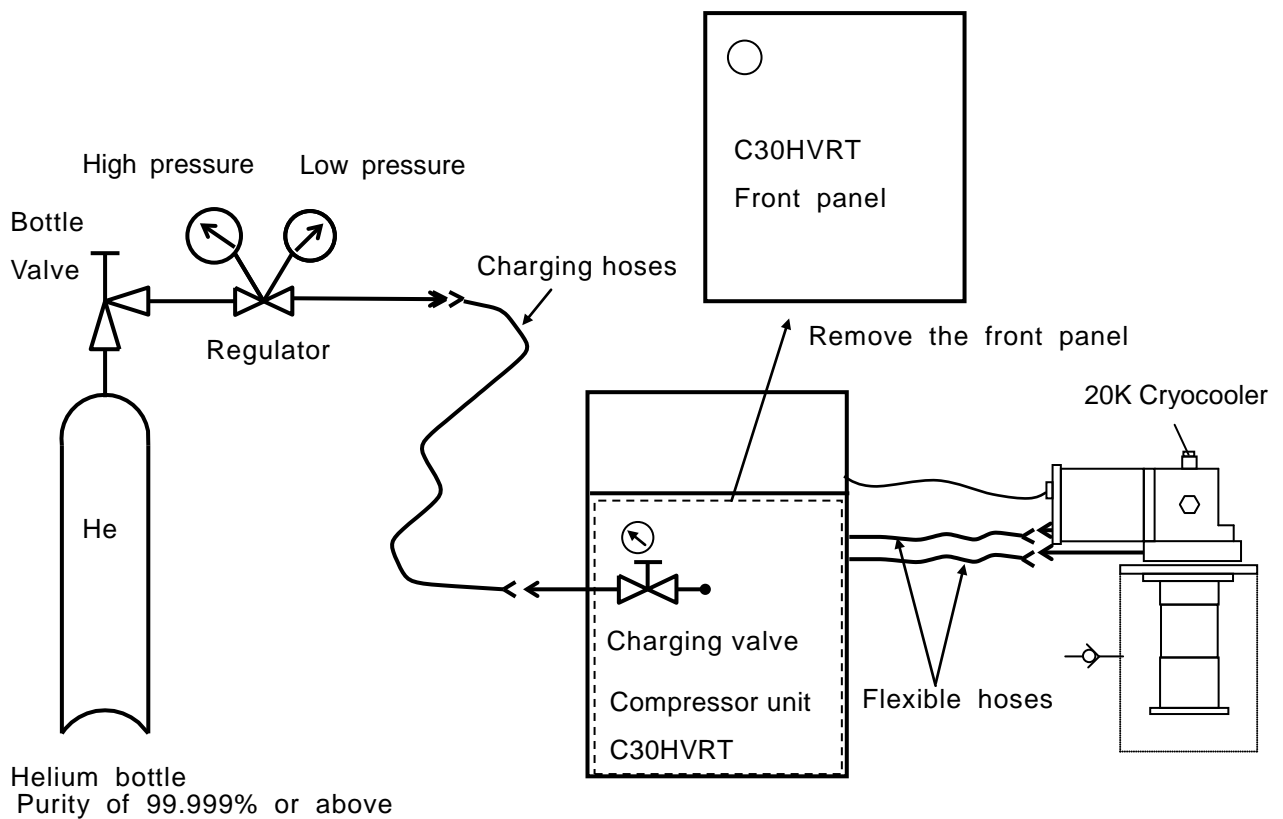 C30HVRT
Front panel
High pressure
Low pressure
Bottle
Valve
Charging hoses
Regulator
Remove the front panel
20K Cryocooler
He
Charging valve
Compressor unit
C30HVRT
Flexible hoses
Helium bottle
Purity of 99.999% or above